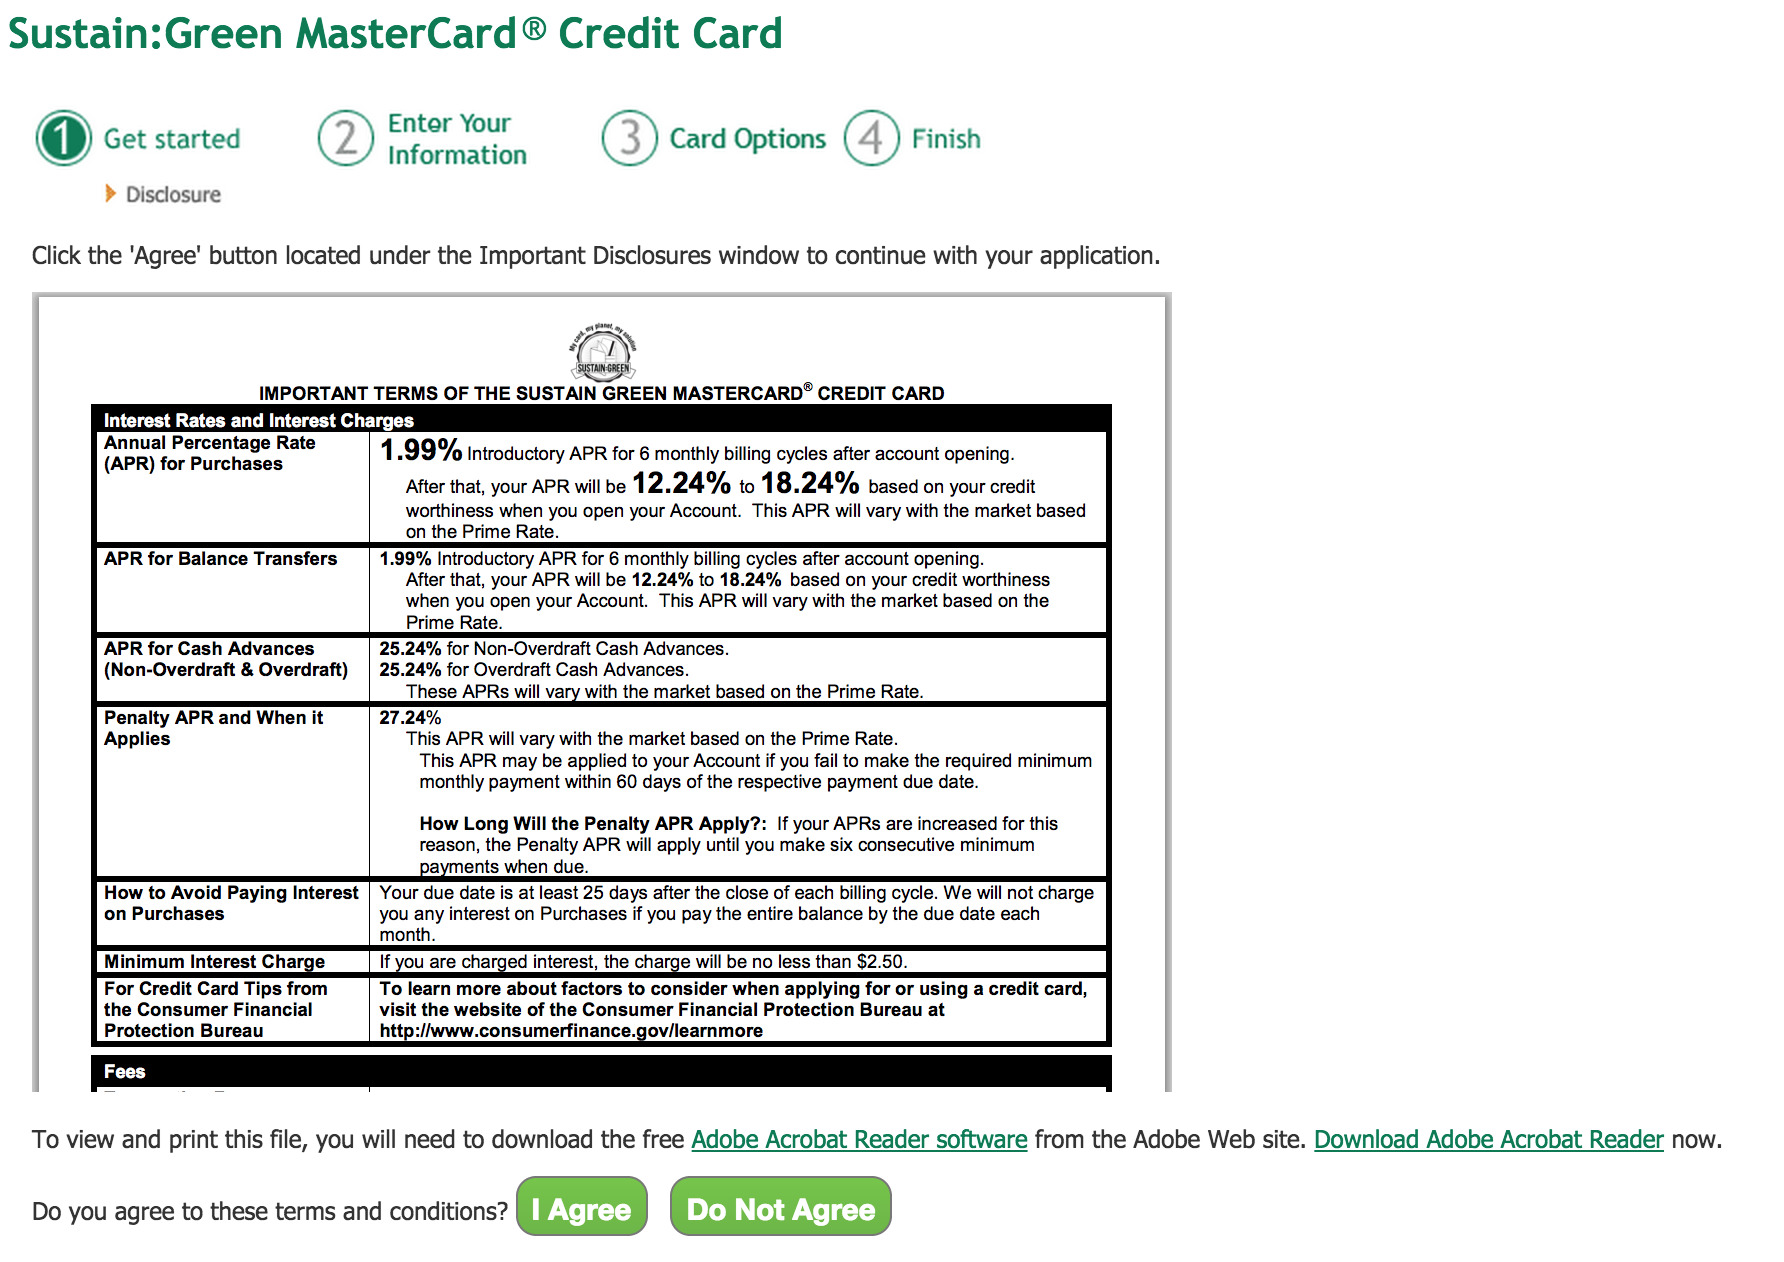 Sustain:Green MasterCard® Credit Card
1 Get started
2 Enter Your
Information
3 Card Options
4 Finish
Disclosure
Click the 'Agree' button located under the Important Disclosures window to continue with your application.
My card, my planet, my solution
SUSTAIN:GREEN
IMPORTANT TERMS OF THE SUSTAIN GREEN MASTERCARD® CREDIT CARD
Interest Rates and Interest Charges
Annual Percentage Rate
(APR) for Purchases
1.99% Introductory APR for 6 monthly billing cycles after account opening.
After that, your APR will be 12.24% to 18.24% based on your credit
worthiness when you open your Account. This APR will vary with the market based
on the Prime Rate.
APR for Balance Transfers
1.99% Introductory APR for 6 monthly billing cycles after account opening.
After that, your APR will be 12.24% to 18.24% based on your credit worthiness
when you open your Account. This APR will vary with the market based on the
Prime Rate.
APR for Cash Advances
(Non-Overdraft & Overdraft)
25.24% for Non-Overdraft Cash Advances.
25.24% for Overdraft Cash Advances.
These APRs will vary with the market based on the Prime Rate.
Penalty APR and When it
Applies
27.24%
This APR will vary with the market based on the Prime Rate.
This APR may be applied to your Account if you fail to make the required minimum
monthly payment within 60 days of the respective payment due date.
How Long Will the Penalty APR Apply?: If your APRs are increased for this
reason, the Penalty APR will apply until you make six consecutive minimum
payments when due.
How to Avoid Paying Interest
on Purchases
Your due date is at least 25 days after the close of each billing cycle. We will not charge
you any interest on Purchases if you pay the entire balance by the due date each
month.
Minimum Interest Charge
If you are charged interest, the charge will be no less than $2.50.
For Credit Card Tips from
the Consumer Financial
Protection Bureau
To learn more about factors to consider when applying for or using a credit card,
visit the website of the Consumer Financial Protection Bureau at
http://www.consumerfinance.gov/learnmore
Fees
To view and print this file, you will need to download the free Adobe Acrobat Reader software from the Adobe Web site. Download Adobe Acrobat Reader now.
Do you agree to these terms and conditions? I Agree Do Not Agree